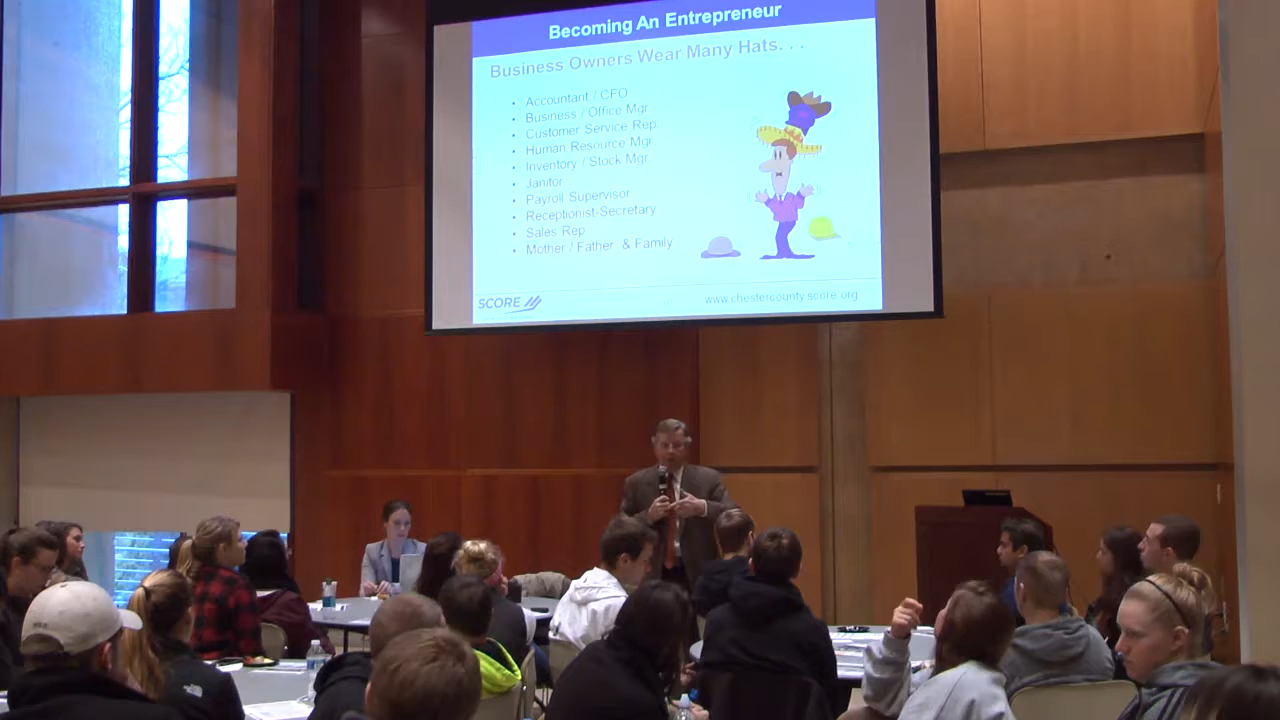 Becoming An Entrepreneur
Business Owners Wear Many Hats. . .
• Accountant / CFO
• Business / Office Mgr.
• Customer Service Rep.
• Human Resource Mgr.
• Inventory / Stock Mgr.
• Janitor
• Payroll Supervisor
• Receptionist-Secretary
• Sales Rep
• Mother / Father & Family
SCORE
www.chestercounty.score.org